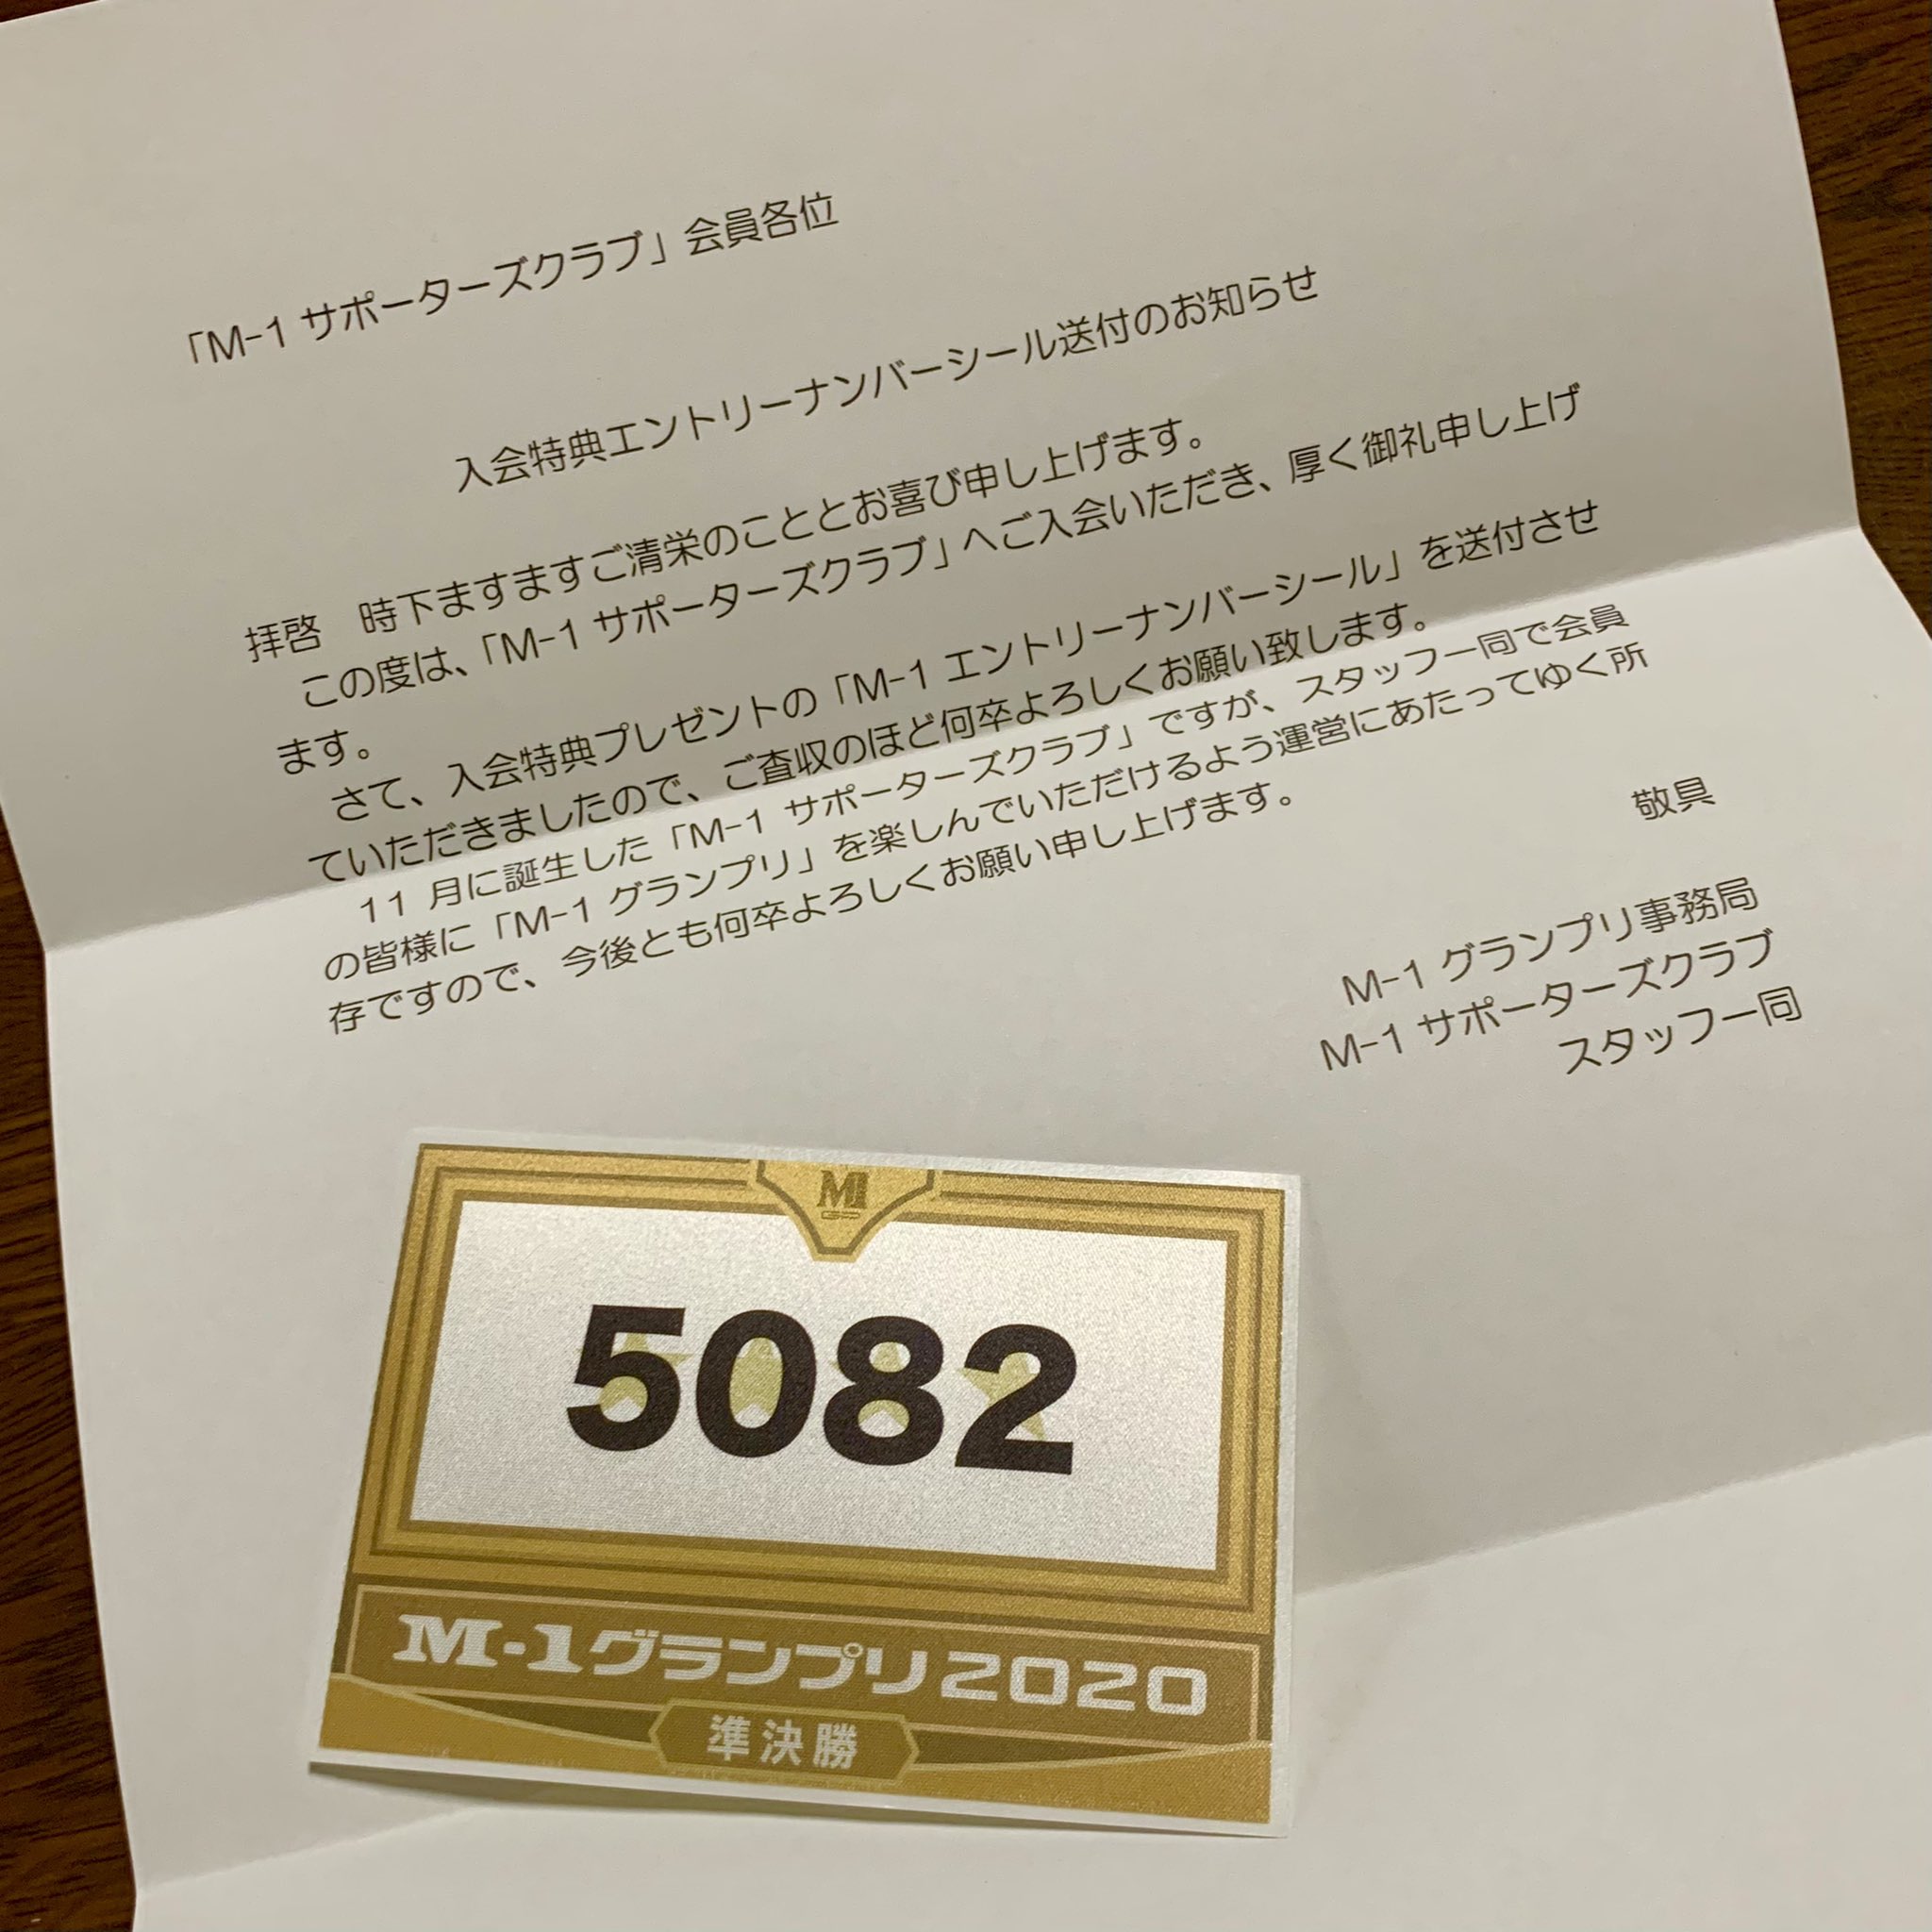 「M-1 サポーターズクラブ」会員各位
入会特典エントリーナンバーシール送付のお知らせ
拝啓　時下ますますご清栄のこととお喜び申し上げます。
この度は、「M-1 サポーターズクラブ」へご入会いただき、厚く御礼申し上げ
ます。
さて、入会特典プレゼントの「M-1 エントリーナンバーシール」を送付させ
ていただきましたので、ご査収のほど何卒よろしくお願い致します。
11 月に誕生した「M-1 サポーターズクラブ」ですが、スタッフ一同で会員
の皆様に「M-1 グランプリ」を楽しんでいただけるよう運営にあたってゆく所
存ですので、今後とも何卒よろしくお願い申し上げます。
敬具
M-1 グランプリ事務局
M-1 サポーターズクラブ
スタッフ一同
M1
GP
5082
M-1グランプリ2020
準決勝